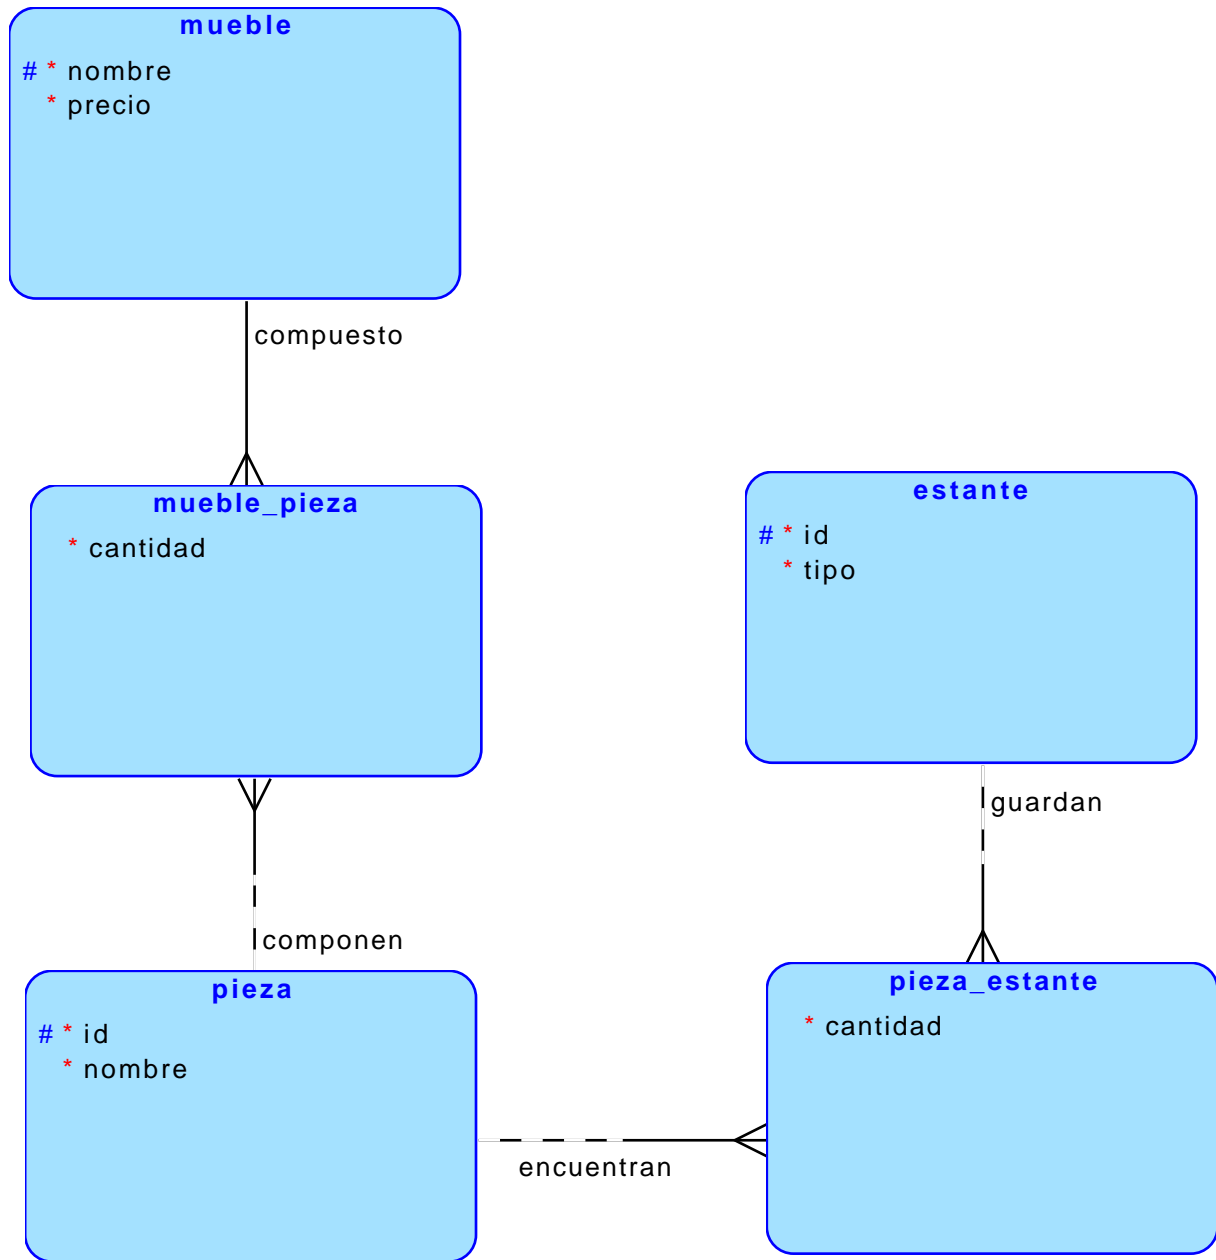 mueble
# * nombre
* precio
compuesto
mueble_pieza
* cantidad
estante
# * id
* tipo
guardan
componen
pieza
# * id
* nombre
pieza_estante
* cantidad
encuentran